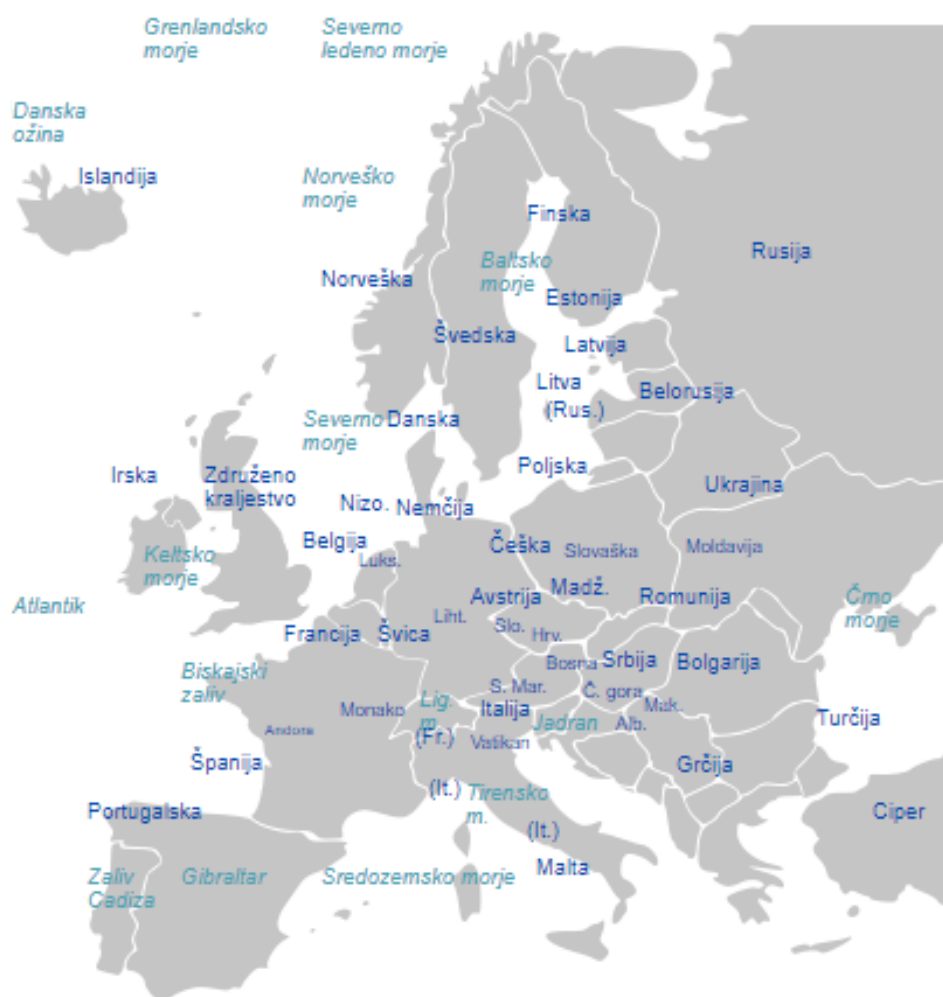 Grenlandsko
morje
Severno
ledeno morje
Danska
ožina
Islandija
Norveško
morje
Finska
Rusija
Baltsko
morje
Norveška
Estonija
Švedska
Latvija
Litva
(Rus.)
Belorusija
Severno
morje
Danska
Irska
Združeno
kraljestvo
Poljska
Ukrajina
Nizo.
Nemčija
Belgija
Luks.
Češka
Slovaška
Moldavija
Keltsko
morje
Atlantik
Liht.
Avstrija
Madž.
Romunija
Črno
morje
Francija
Švica
Slo.
Hrv.
Biskajski
zaliv
Bosna
Srbija
Bolgarija
S. Mar.
Č. gora
Monako
Lig.
m.
Italija
Jadran
Mak.
Alb.
Turčija
Andora
(Fr.)
Vatikan
Španija
Grčija
Portugalska
(It.)
Tirensko
m.
(It.)
Ciper
Zaliv
Cadiza
Gibraltar
Sredozemsko morje
Malta